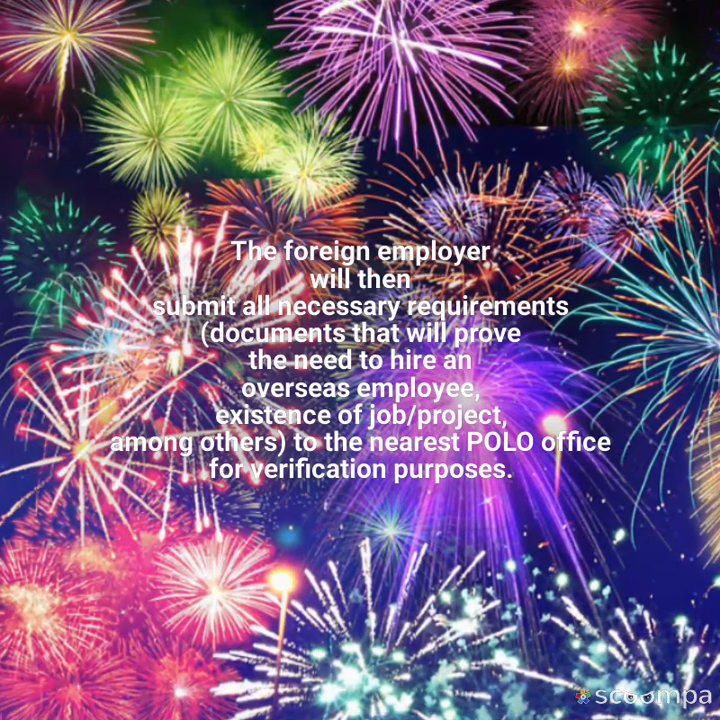 The foreign employer
will then
submit all necessary requirements
(documents that will prove
the need to hire an
overseas employee,
existence of job/project,
among others) to the nearest POLO office
for verification purposes.
scoompa